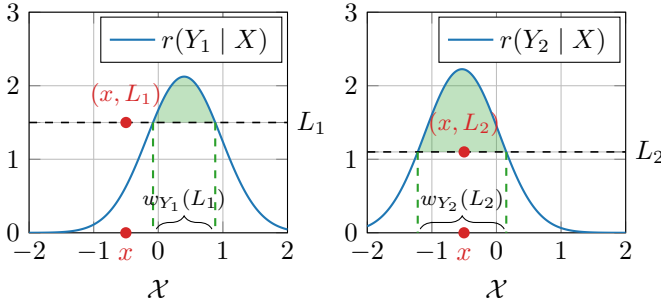 3
r(Y₁ | X)
2
(x, L₁)
L₁
1
w_{Y₁}(L₁)
0
−2 −1 x 0 1 2
𝒳
3
r(Y₂ | X)
2
(x, L₂)
1
L₂
w_{Y₂}(L₂)
0
−2 −1 x 0 1 2
𝒳